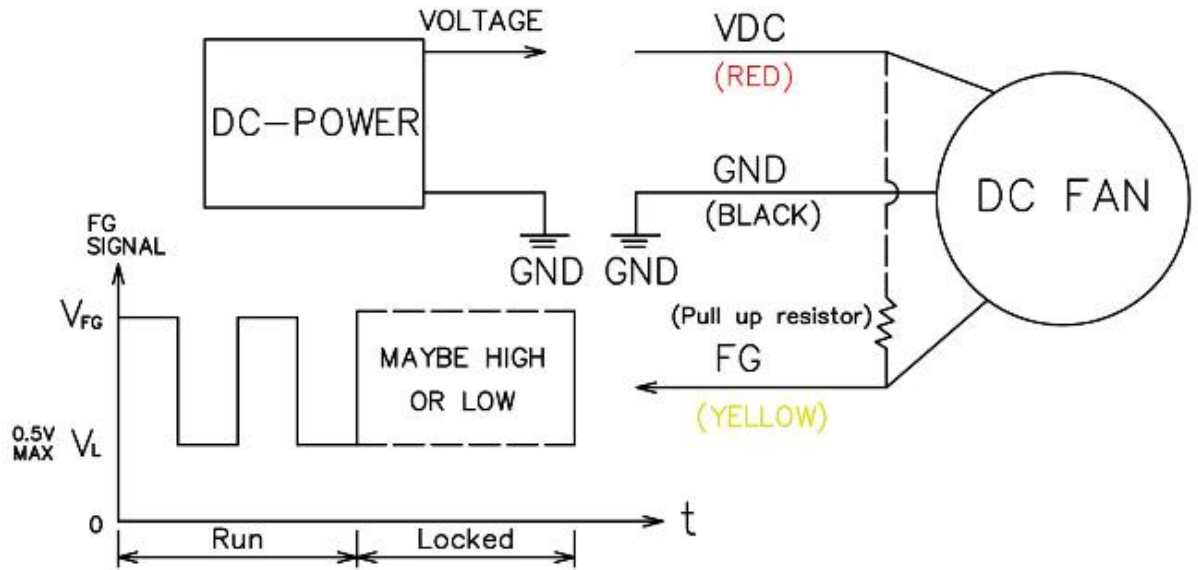 VOLTAGE
VDC
(RED)
DC-POWER
GND
(BLACK)
DC FAN
GND GND
FG
SIGNAL
VFG
(Pull up resistor)
MAYBE HIGH
OR LOW
FG
(YELLOW)
0.5V
MAX
VL
0
t
Run
Locked